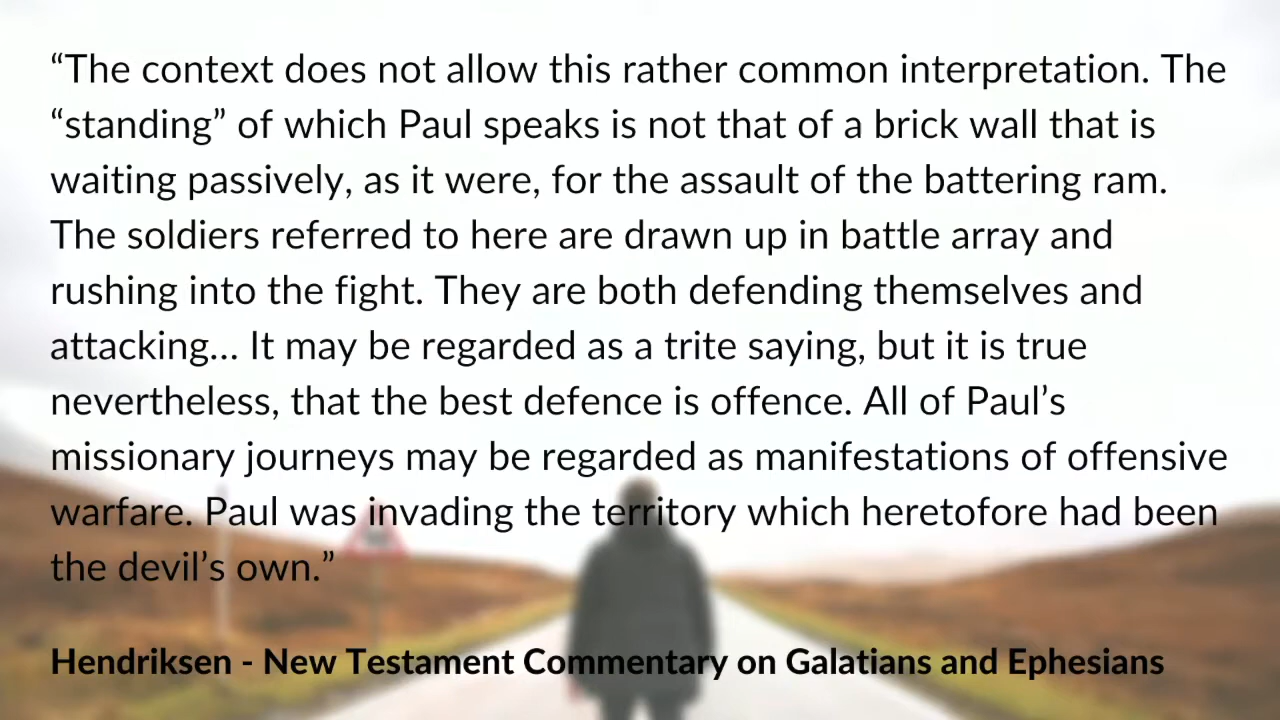 “The context does not allow this rather common interpretation. The
“standing” of which Paul speaks is not that of a brick wall that is
waiting passively, as it were, for the assault of the battering ram.
The soldiers referred to here are drawn up in battle array and
rushing into the fight. They are both defending themselves and
attacking... It may be regarded as a trite saying, but it is true
nevertheless, that the best defence is offence. All of Paul’s
missionary journeys may be regarded as manifestations of offensive
warfare. Paul was invading the territory which heretofore had been
the devil’s own.”
Hendriksen - New Testament Commentary on Galatians and Ephesians